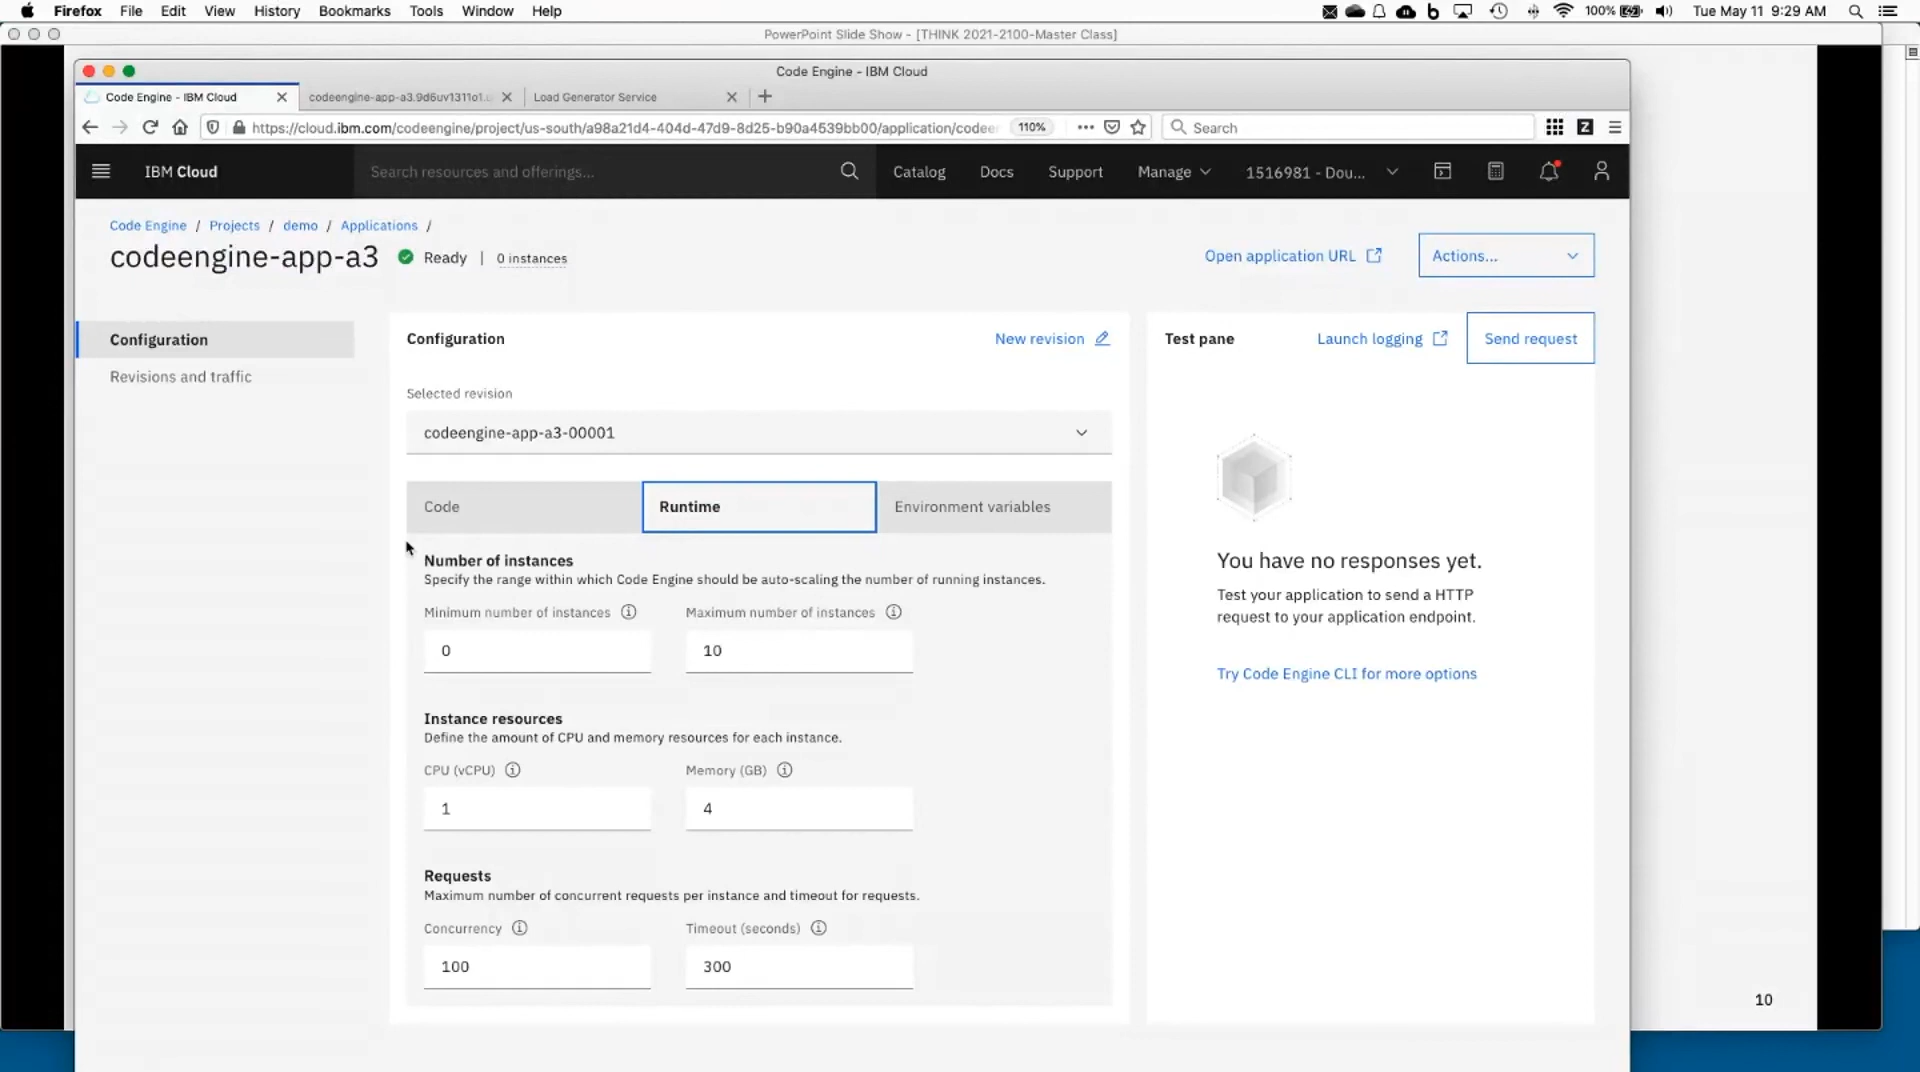 Firefox File Edit View History Bookmarks Tools Window Help 100% Tue May 11 9:29 AM
PowerPoint Slide Show - [THINK 2021-2100-Master Class]
Code Engine - IBM Cloud
Code Engine - IBM Cloud codeengine-app-a3.9d6uv1311o1.u Load Generator Service
https://cloud.ibm.com/codeengine/project/us-south/a98a21d4-404d-47d9-8d25-b90a4539bb00/application/codeer 110% Search
IBM Cloud Search resources and offerings... Catalog Docs Support Manage 1516981 - Dou...
Code Engine / Projects / demo / Applications /
codeengine-app-a3 Ready | 0 instances Open application URL Actions...
Configuration
Revisions and traffic
Configuration New revision
Selected revision
codeengine-app-a3-00001
Code Runtime Environment variables
Number of instances
Specify the range within which Code Engine should be auto-scaling the number of running instances.
Minimum number of instances Maximum number of instances
0 10
Instance resources
Define the amount of CPU and memory resources for each instance.
CPU (vCPU) Memory (GB)
1 4
Requests
Maximum number of concurrent requests per instance and timeout for requests.
Concurrency Timeout (seconds)
100 300
Test pane Launch logging Send request
You have no responses yet.
Test your application to send a HTTP
request to your application endpoint.
Try Code Engine CLI for more options
10